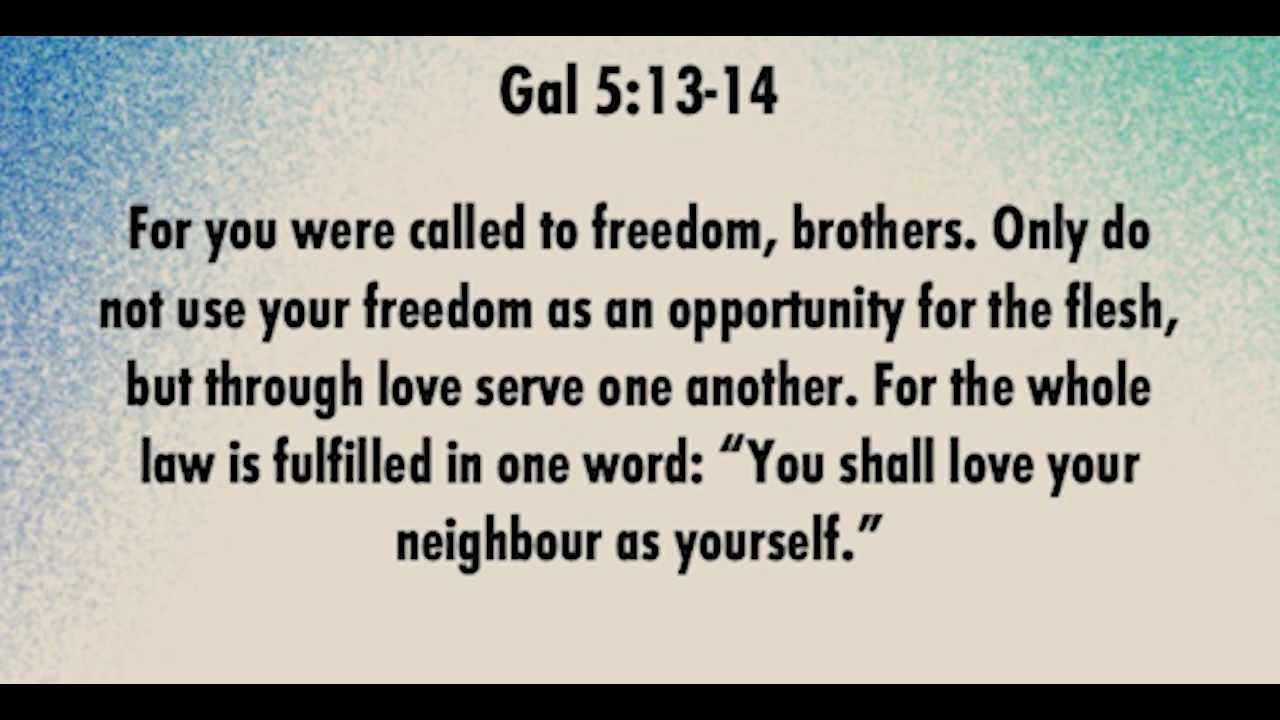 Gal 5:13-14
For you were called to freedom, brothers. Only do
not use your freedom as an opportunity for the flesh,
but through love serve one another. For the whole
law is fulfilled in one word: “You shall love your
neighbour as yourself.”